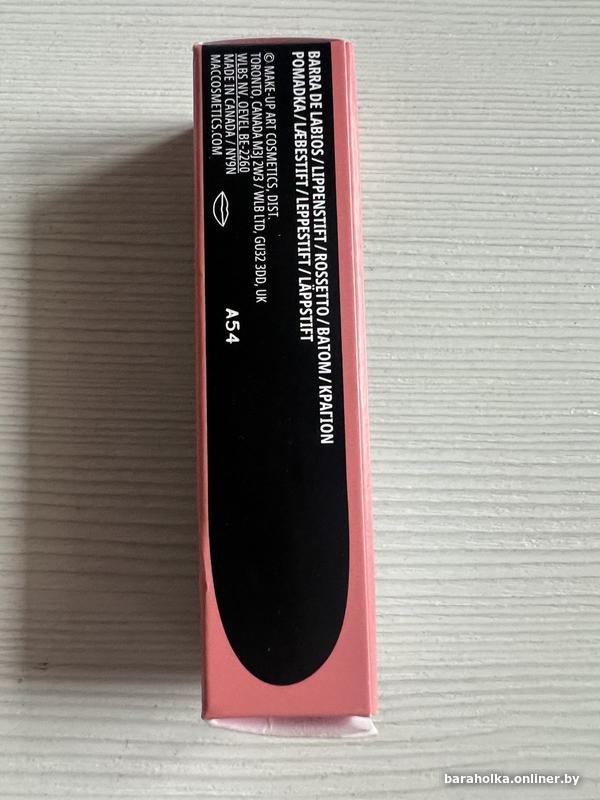 BARRA DE LABIOS / LIPPENSTIFT / ROSSETTO / BATOM / ΚΡΑΓΙΟΝ
POMADKA / LÆBESTIFT / LEPPESTIFT / LÄPPSTIFT
© MAKE-UP ART COSMETICS, DIST.
TORONTO, CANADA M3J 2W3 / WLB LTD, GU32 3DD, UK
WLBS NV, OEVEL BE-2260
MADE IN CANADA / NY9N
MACCOSMETICS.COM
A54
baraholka.onliner.by